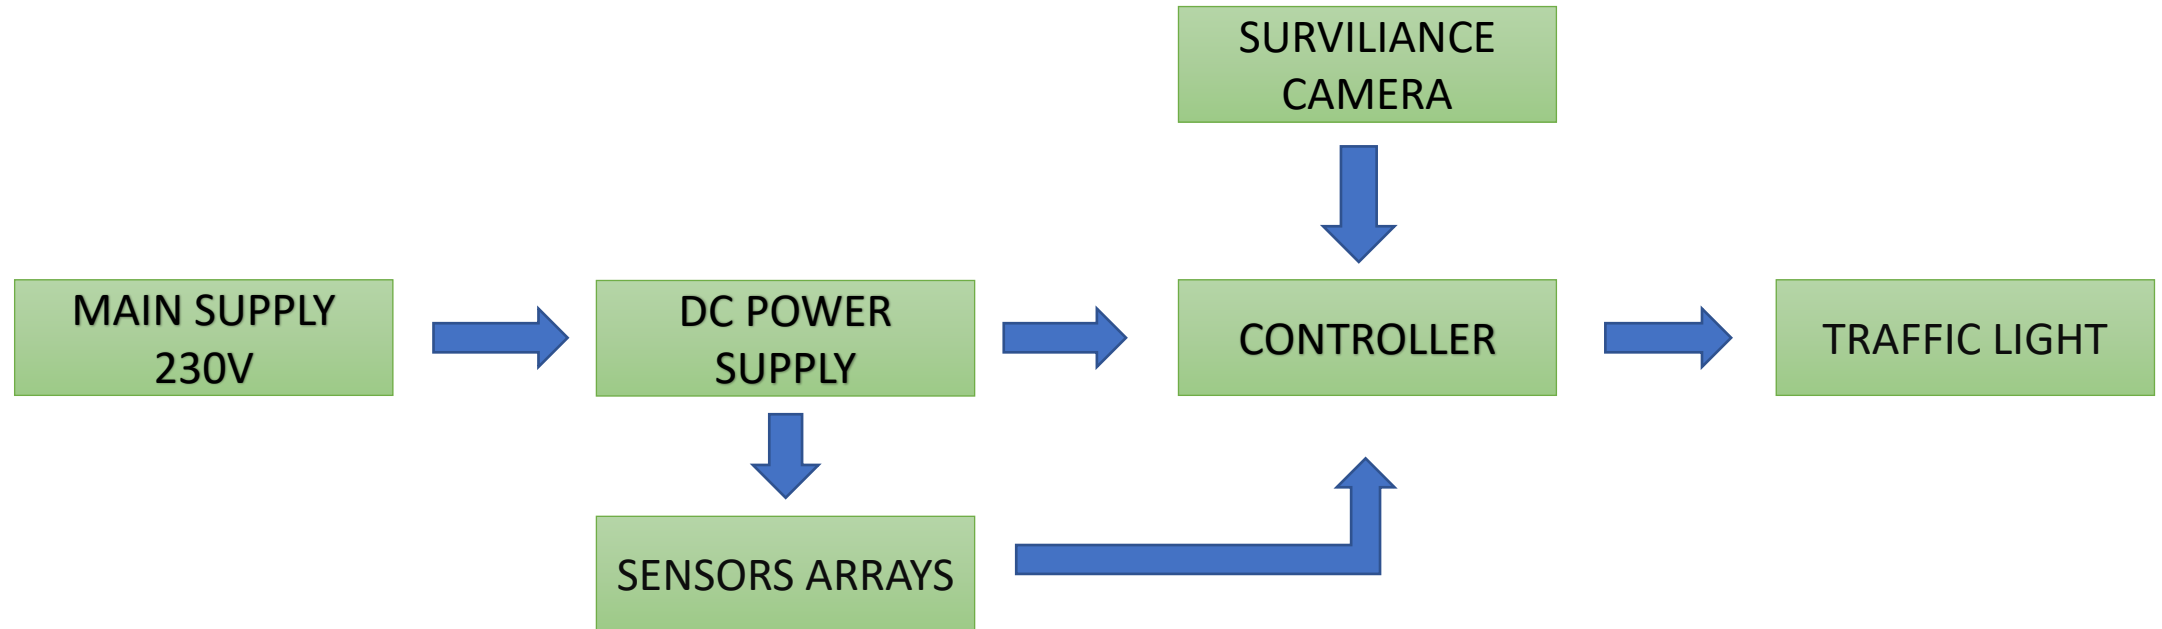 SURVILIANCE
CAMERA
MAIN SUPPLY
230V
DC POWER
SUPPLY
CONTROLLER
TRAFFIC LIGHT
SENSORS ARRAYS